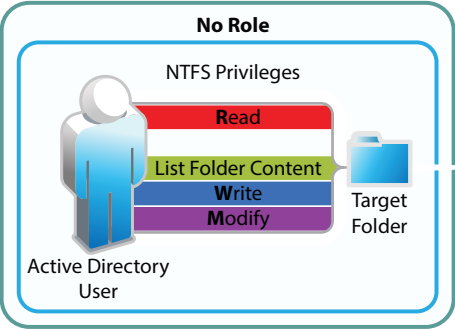 No Role
NTFS Privileges
Read
List Folder Content
Write
Modify
Target
Folder
Active Directory
User